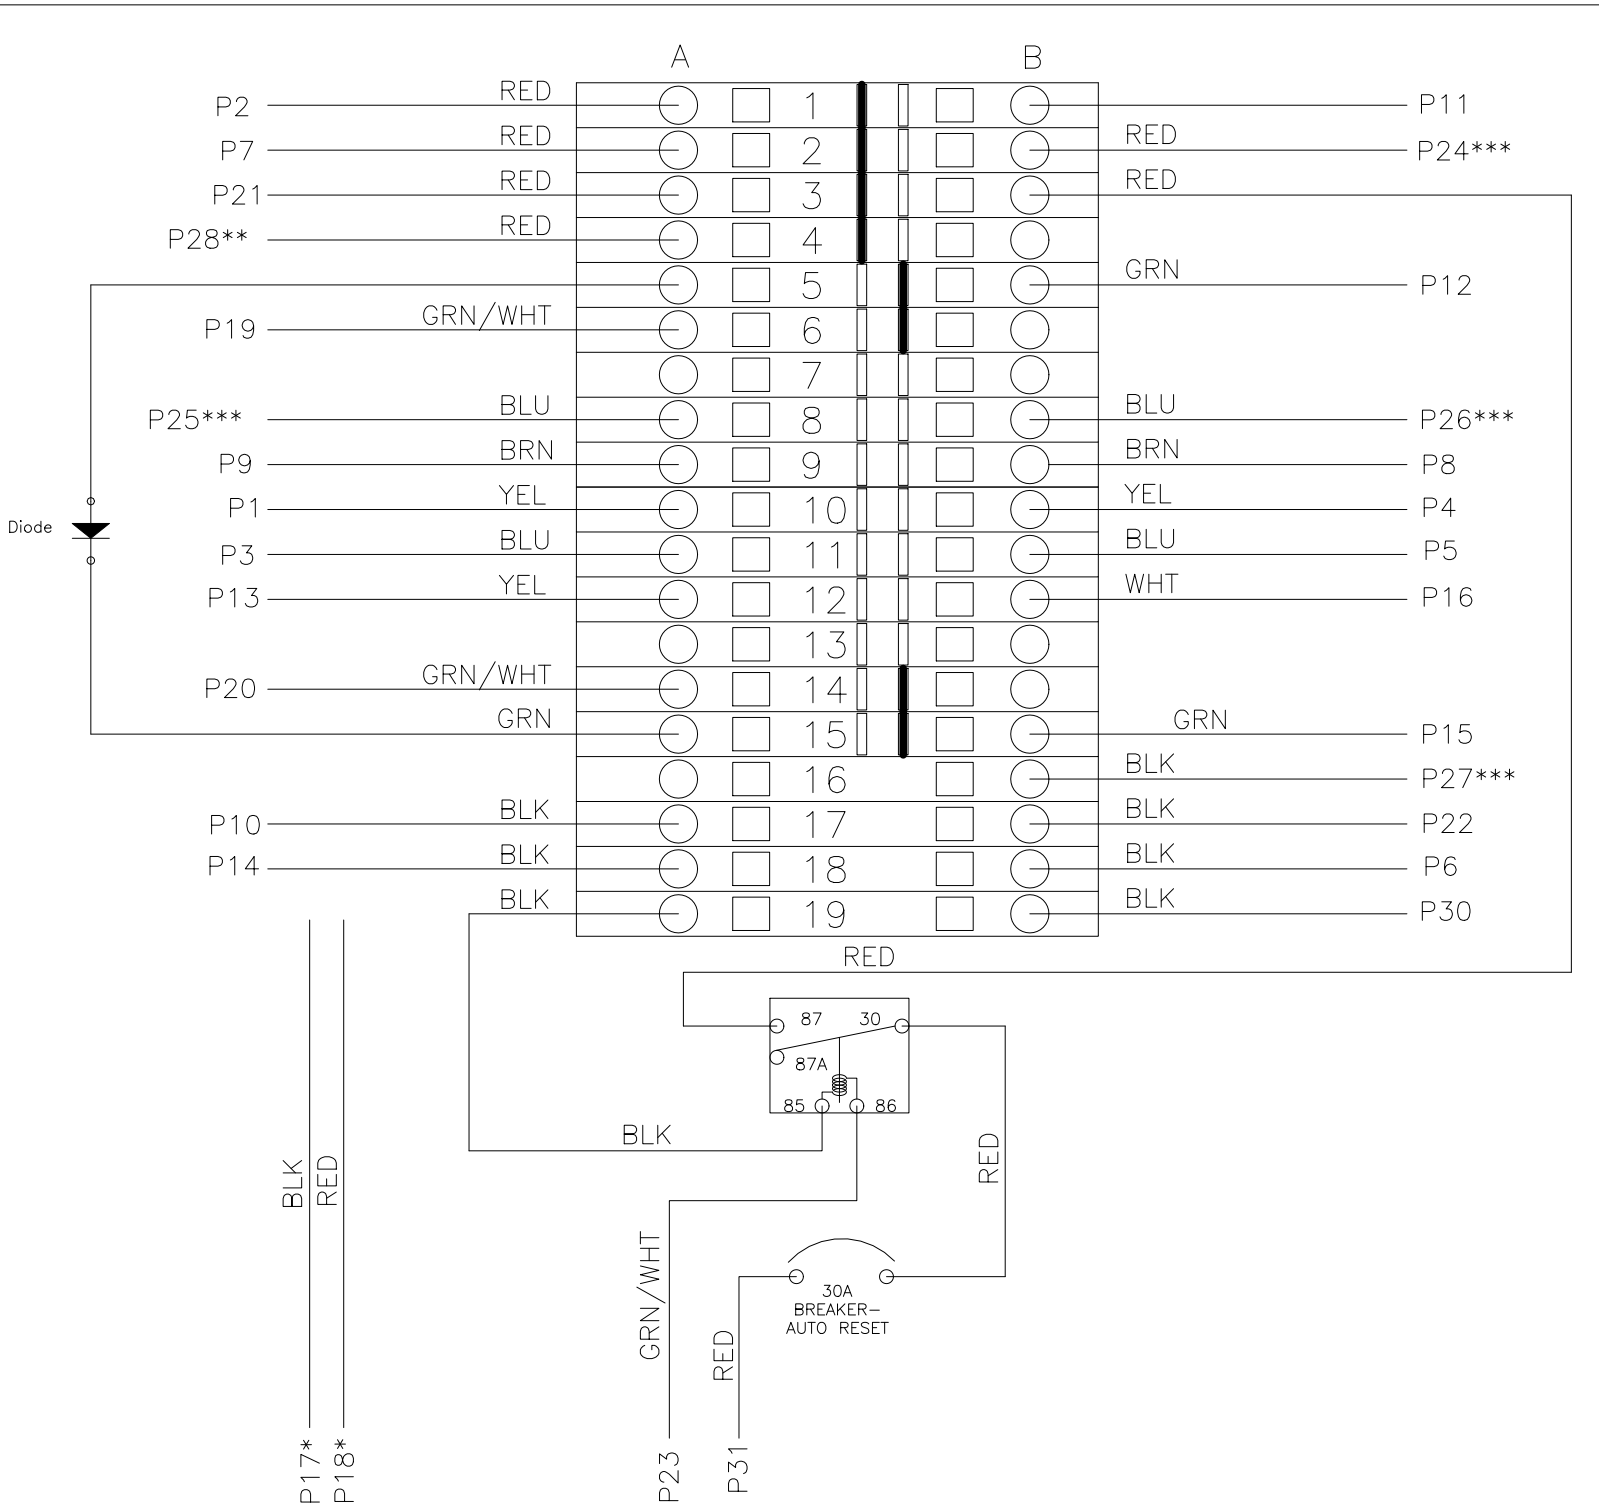 A B
P2 RED 1 P11
P7 RED 2 RED P24***
P21 RED 3 RED
P28** RED 4
5 GRN P12
P19 GRN/WHT 6
7
P25*** BLU 8 BLU P26***
P9 BRN 9 BRN P8
P1 YEL 10 YEL P4
Diode
P3 BLU 11 BLU P5
P13 YEL 12 WHT P16
13
P20 GRN/WHT 14
GRN 15 GRN P15
16 BLK P27***
P10 BLK 17 BLK P22
P14 BLK 18 BLK P6
BLK 19 BLK P30
RED
87 30
87A
85 86
BLK
BLK
RED
RED
GRN/WHT
30A
BREAKER-
AUTO RESET
RED
P17*
P18*
P23
P31